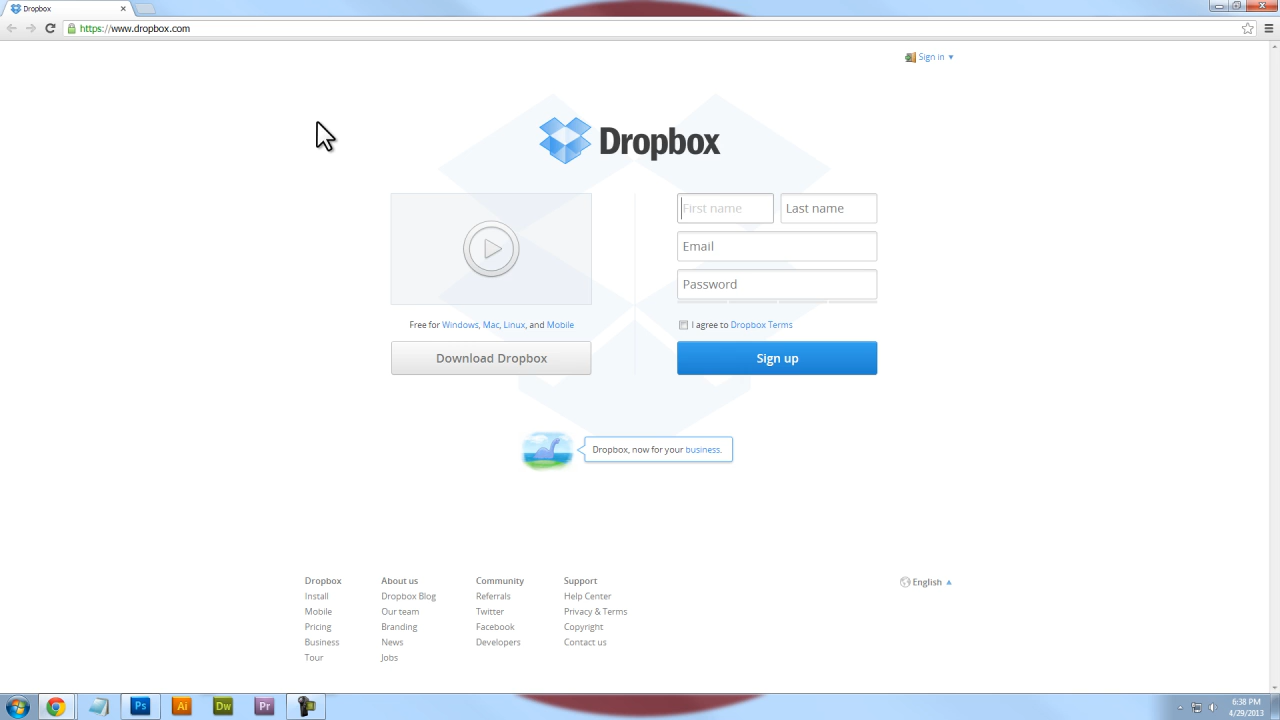 Dropbox
https://www.dropbox.com
Sign in
Dropbox
First name
Last name
Email
Password
Free for Windows, Mac, Linux, and Mobile
I agree to Dropbox Terms
Download Dropbox
Sign up
Dropbox, now for your business.
Dropbox
Install
Mobile
Pricing
Business
Tour
About us
Dropbox Blog
Our team
Branding
News
Jobs
Community
Referrals
Twitter
Facebook
Developers
Support
Help Center
Privacy & Terms
Copyright
Contact us
English
Ps
Ai
Dw
Pr
6:38 PM
4/29/2013